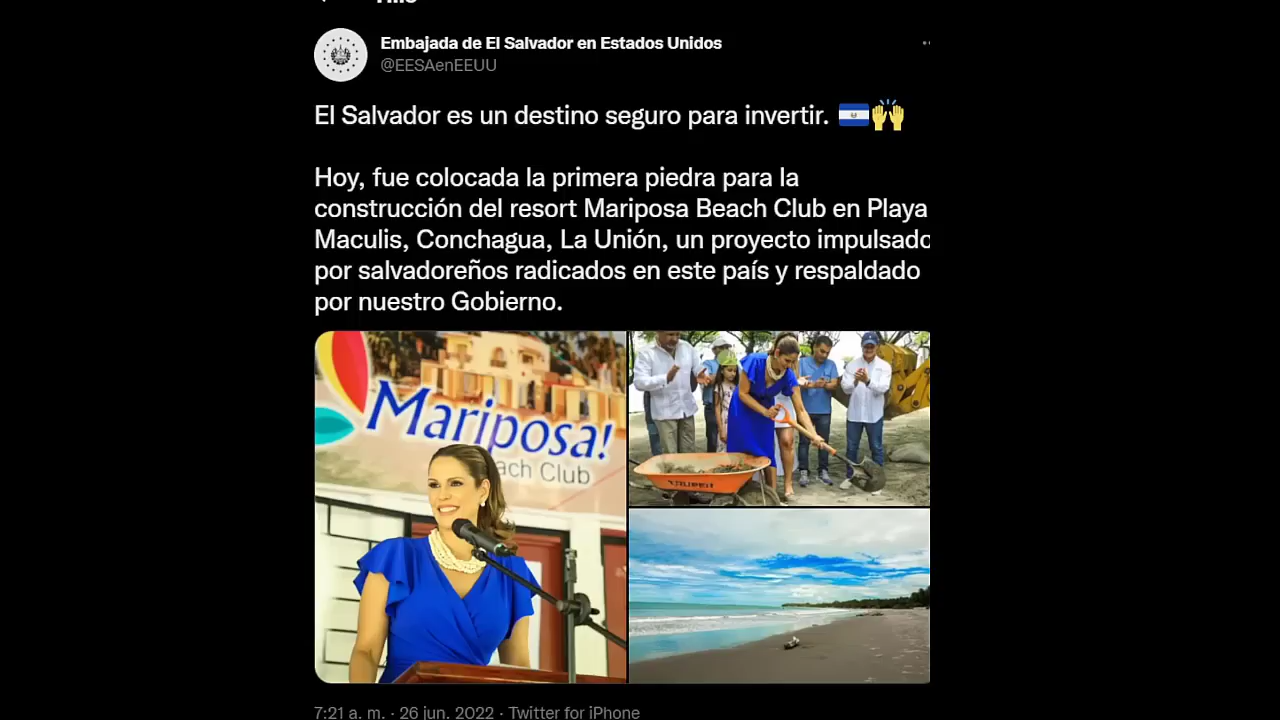 Embajada de El Salvador en Estados Unidos
@EESAenEEUU
El Salvador es un destino seguro para invertir.
Hoy, fue colocada la primera piedra para la
construcción del resort Mariposa Beach Club en Playa
Maculis, Conchagua, La Unión, un proyecto impulsado
por salvadoreños radicados en este país y respaldado
por nuestro Gobierno.
Mariposa!
ach Club
7:21 a. m. · 26 jun. 2022 · Twitter for iPhone